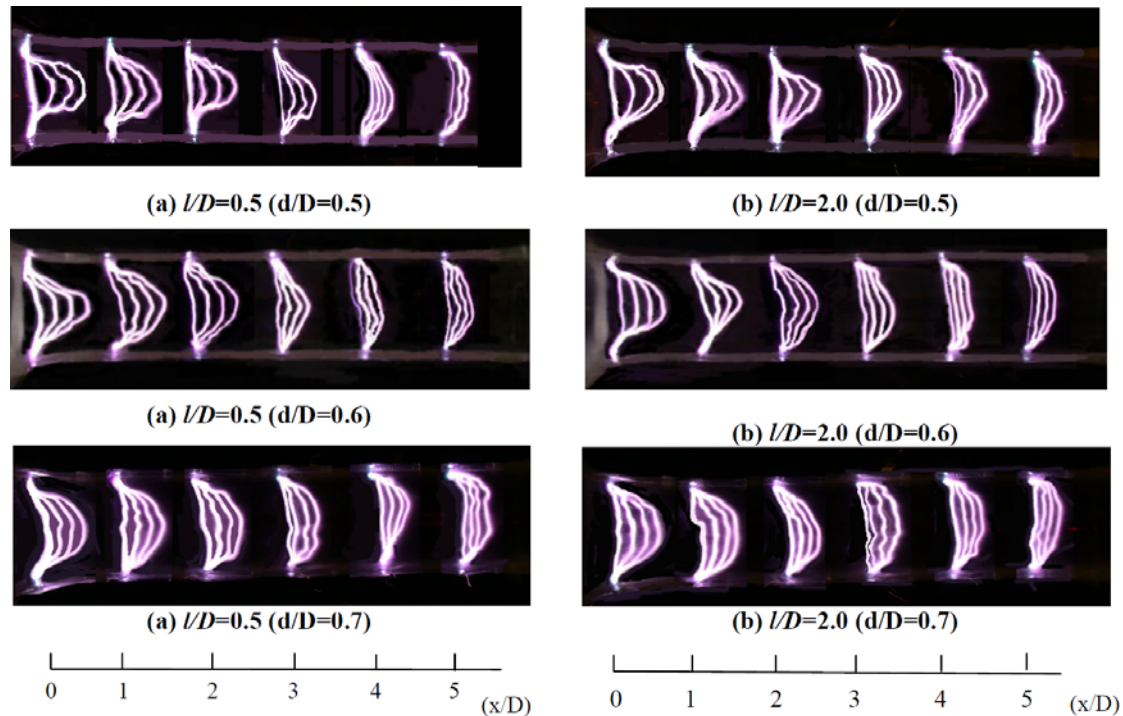 (a) l/D=0.5 (d/D=0.5)
(b) l/D=2.0 (d/D=0.5)
(a) l/D=0.5 (d/D=0.6)
(b) l/D=2.0 (d/D=0.6)
(a) l/D=0.5 (d/D=0.7)
(b) l/D=2.0 (d/D=0.7)
0 1 2 3 4 5 (x/D)
0 1 2 3 4 5 (x/D)